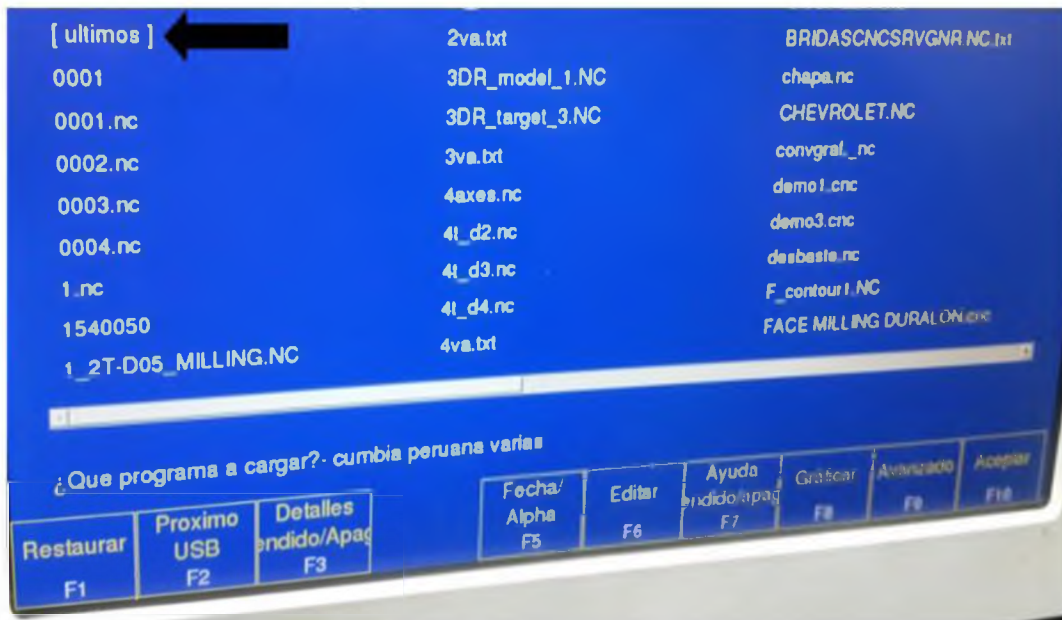 [ ultimos ]
0001
0001.nc
0002.nc
0003.nc
0004.nc
1.nc
1540050
1_2T-D05_MILLING.NC
2va.txt
3DR_model_1.NC
3DR_target_3.NC
3va.txt
4axes.nc
4t_d2.nc
4t_d3.nc
4t_d4.nc
4va.txt
BRIDASCNCSRVGNR.NC.txt
chapa.nc
CHEVROLET.NC
convgraf._nc
demo1.cnc
demo3.cnc
desbaste.nc
F_contour1.NC
FACE MILLING DURALON.cnc
¿Que programa a cargar?- cumbia peruana varias
Restaurar
F1
Proximo
USB
F2
Detalles
endido/Apag
F3
Fecha/
Alpha
F5
Editar
F6
Ayuda
endido/apag
F7
Graficar
F8
Avanzado
F9
Aceptar
F10